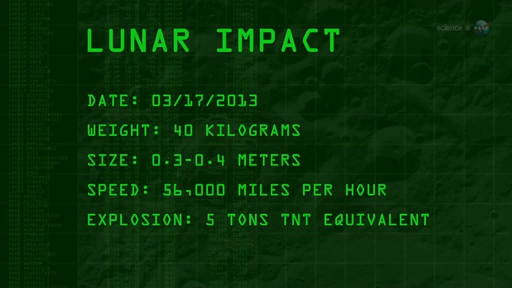 science @
LUNAR IMPACT
DATE: 03/17/2013
WEIGHT: 40 KILOGRAMS
SIZE: 0.3-0.4 METERS
SPEED: 56,000 MILES PER HOUR
EXPLOSION: 5 TONS TNT EQUIVALENT